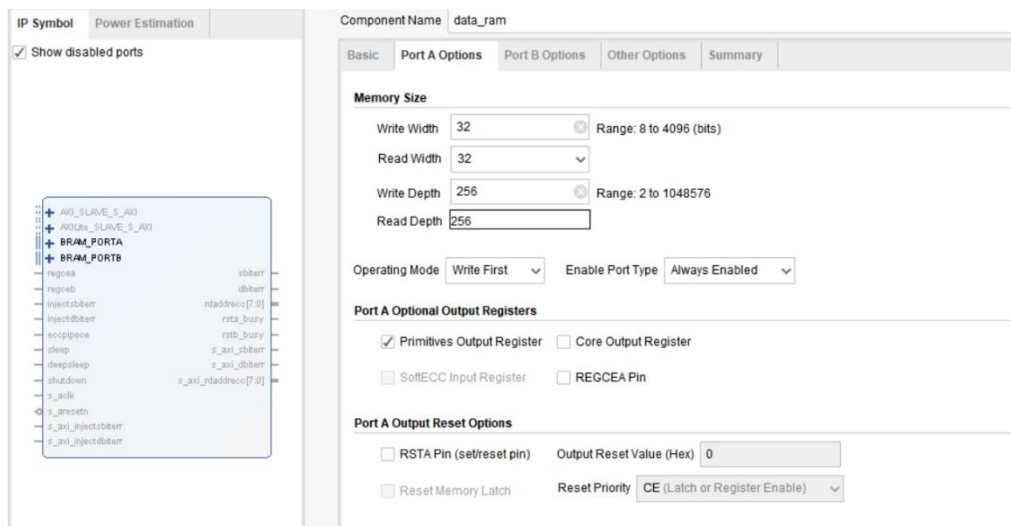 IP Symbol Power Estimation
Show disabled ports
AXI_SLAVE_S_AXI
AXILite_SLAVE_S_AXI
BRAM_PORTA
BRAM_PORTB
regcea sbiterr
regceb dbiterr
injectsbiterr rdaddrecc[7:0]
injectdbiterr rsta_busy
eccpipece rstb_busy
sleep s_axi_sbiterr
deepsleep s_axi_dbiterr
shutdown s_axi_rdaddrecc[7:0]
s_aclk
s_aresetn
s_axi_injectsbiterr
s_axi_injectdbiterr
Component Name data_ram
Basic Port A Options Port B Options Other Options Summary
Memory Size
Write Width 32 Range: 8 to 4096 (bits)
Read Width 32
Write Depth 256 Range: 2 to 1048576
Read Depth 256
Operating Mode Write First Enable Port Type Always Enabled
Port A Optional Output Registers
Primitives Output Register Core Output Register
SoftECC Input Register REGCEA Pin
Port A Output Reset Options
RSTA Pin (set/reset pin) Output Reset Value (Hex) 0
Reset Memory Latch Reset Priority CE (Latch or Register Enable)